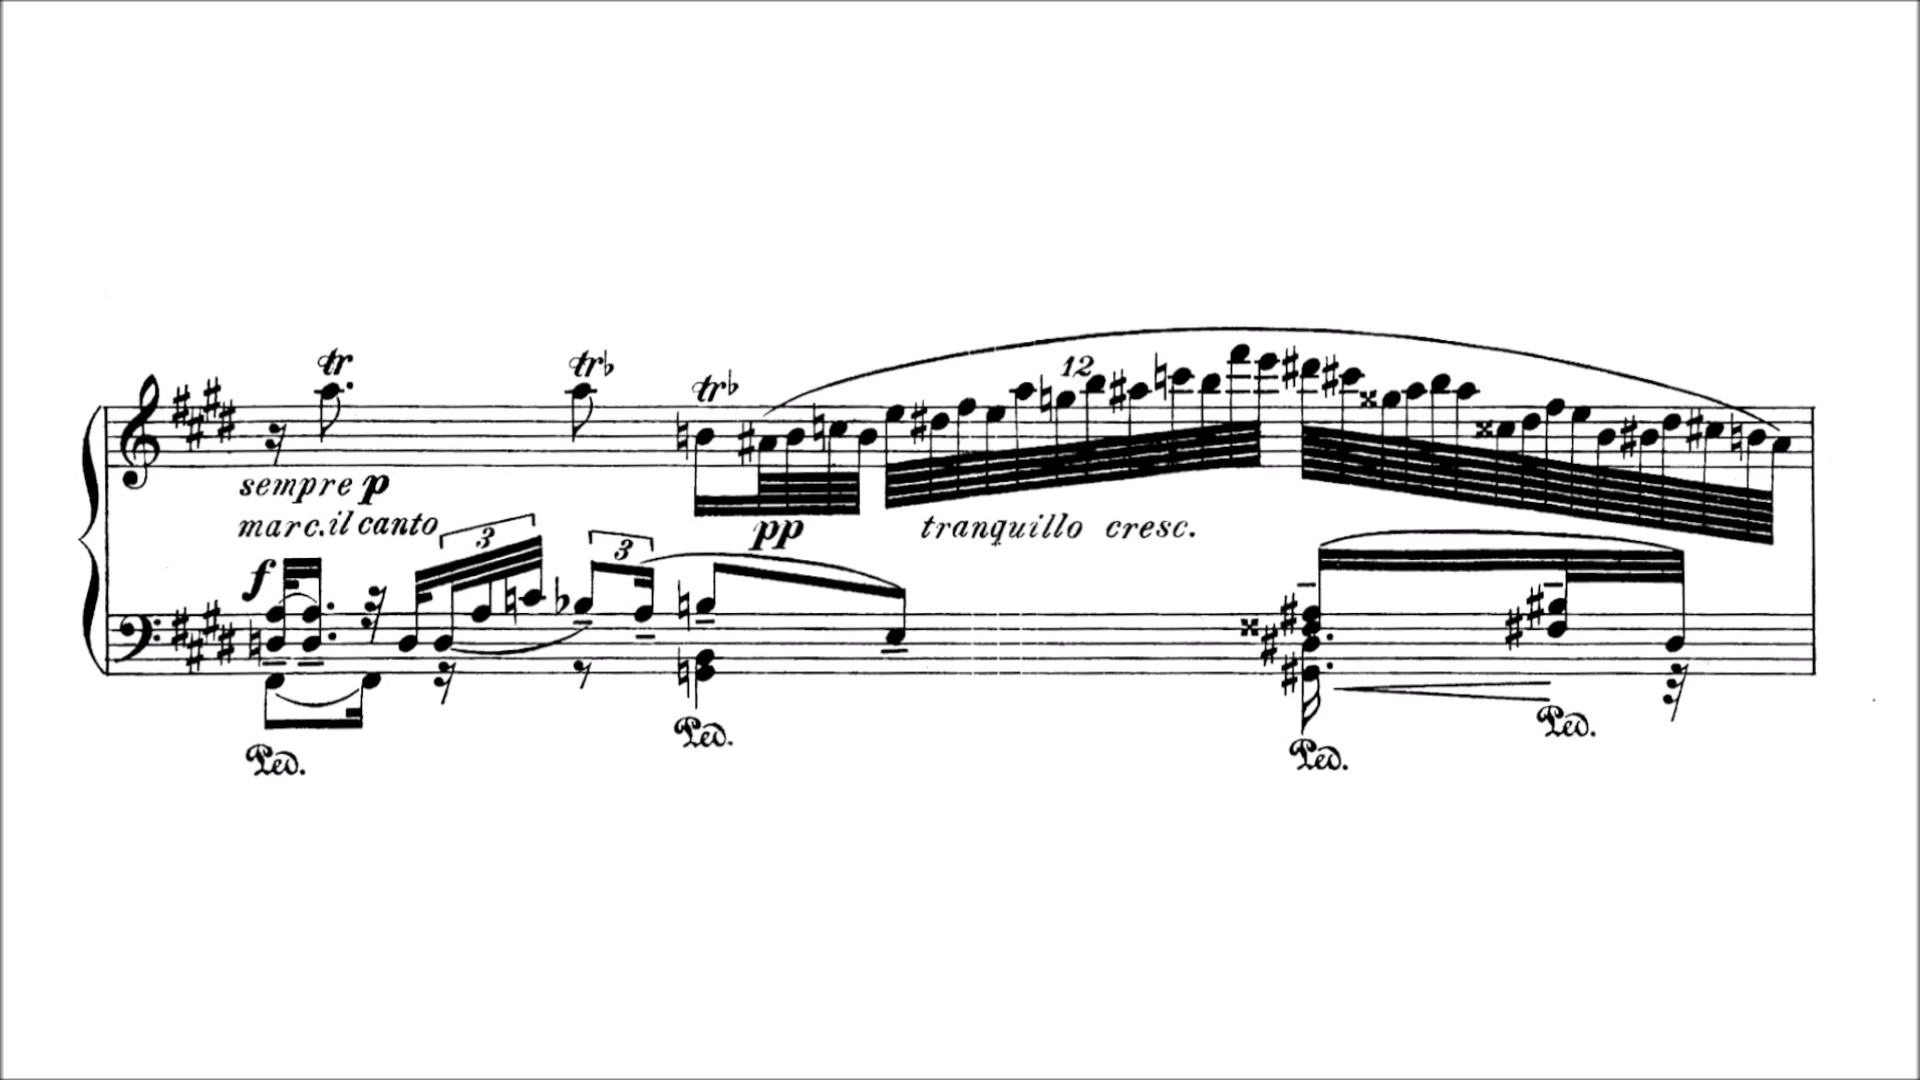 tr tr♭
tr♭ 12
sempre p
marc. il canto
pp tranquillo cresc.
3 3
f
Ped. Ped. Ped. Ped.